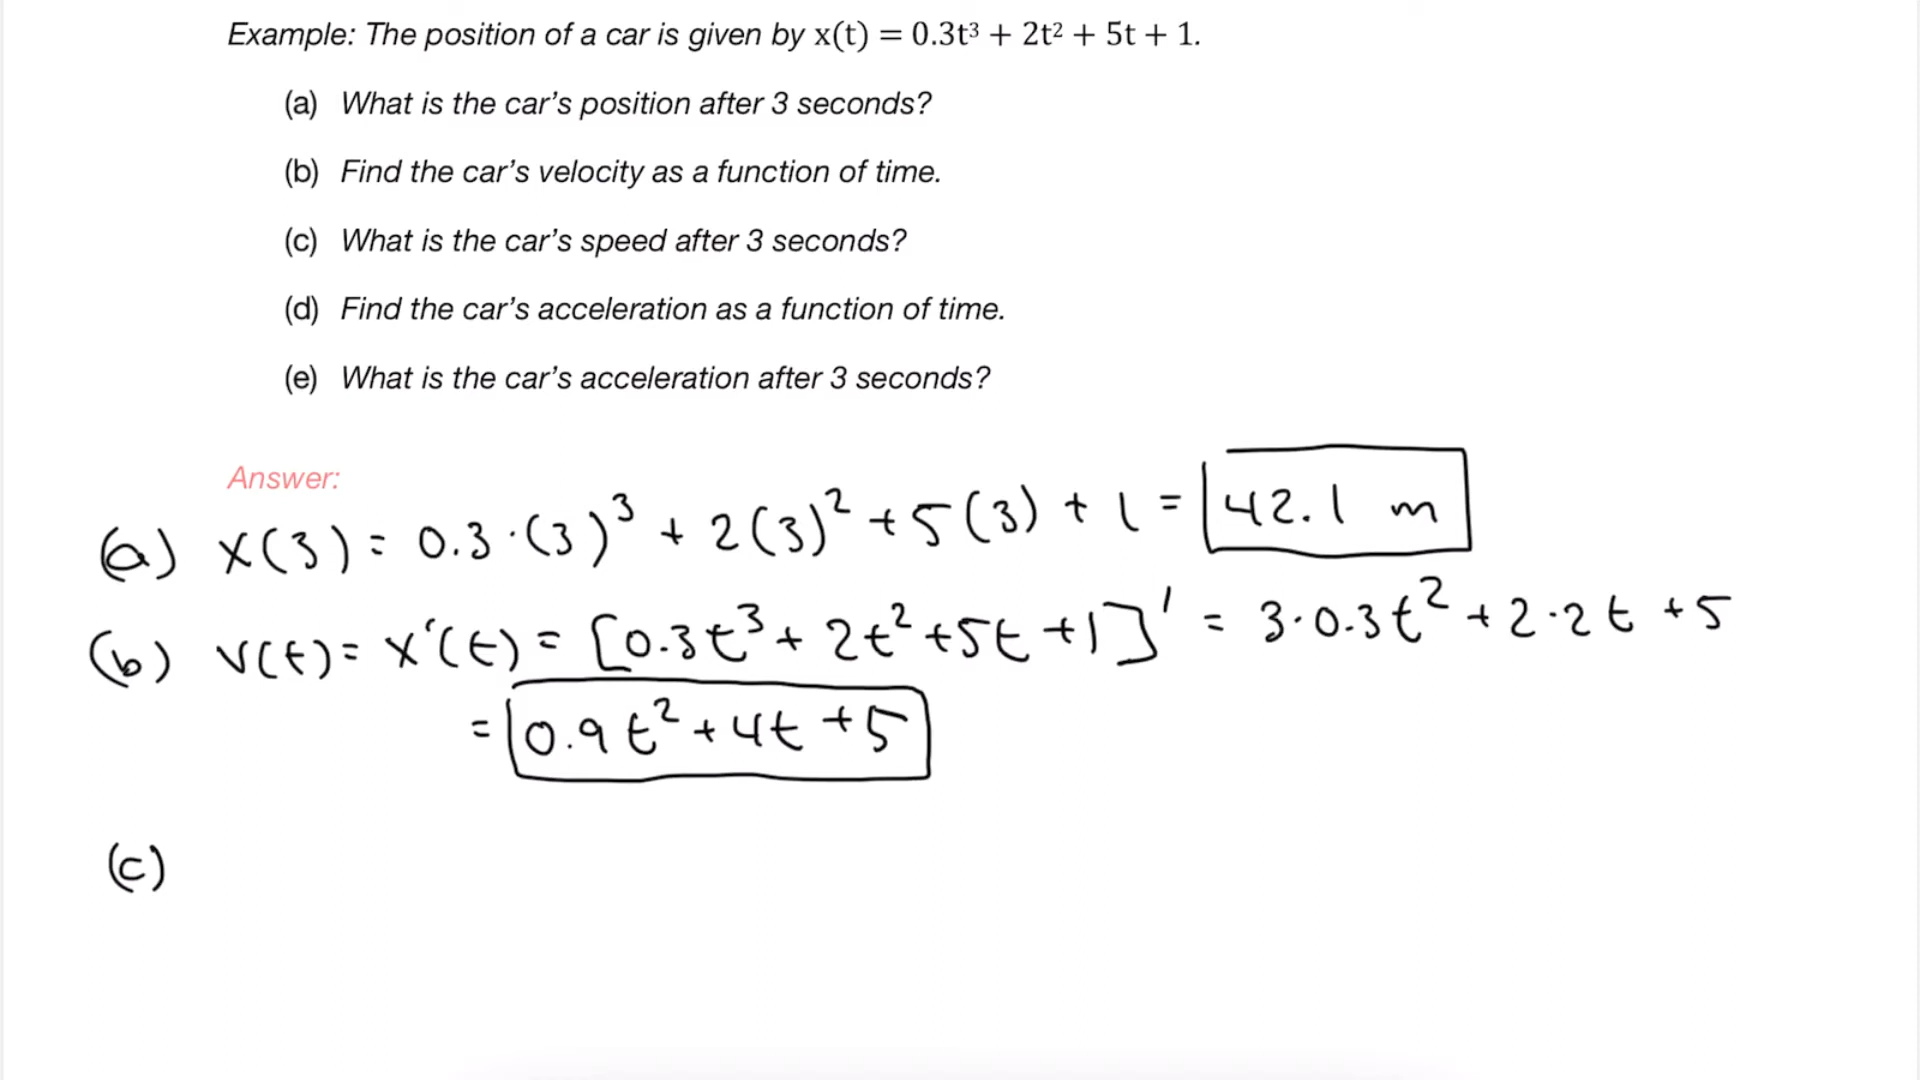 Example: The position of a car is given by x(t) = 0.3t³ + 2t² + 5t + 1.
(a) What is the car's position after 3 seconds?
(b) Find the car's velocity as a function of time.
(c) What is the car's speed after 3 seconds?
(d) Find the car's acceleration as a function of time.
(e) What is the car's acceleration after 3 seconds?
Answer:
(a) x(3) = 0.3·(3)³ + 2(3)² + 5(3) + 1 = 42.1 m
(b) v(t) = x'(t) = [0.3t³ + 2t² + 5t + 1]' = 3·0.3t² + 2·2t + 5
= 0.9t² + 4t + 5
(c)